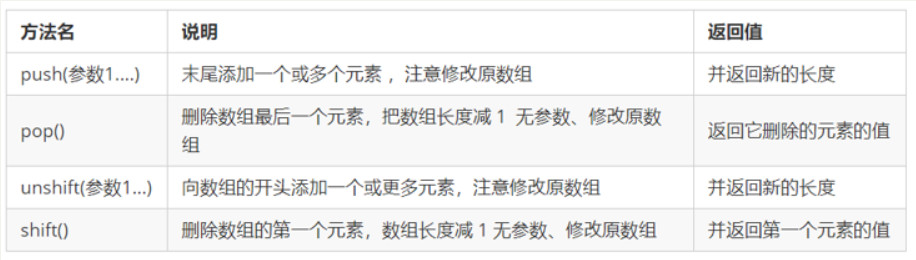 方法名 说明 返回值
push(参数1....) 末尾添加一个或多个元素 ，注意修改原数组 并返回新的长度
pop() 删除数组最后一个元素，把数组长度减 1 无参数、修改原数
组 返回它删除的元素的值
unshift(参数1...) 向数组的开头添加一个或更多元素，注意修改原数组 并返回新的长度
shift() 删除数组的第一个元素，数组长度减 1 无参数、修改原数组 并返回第一个元素的值